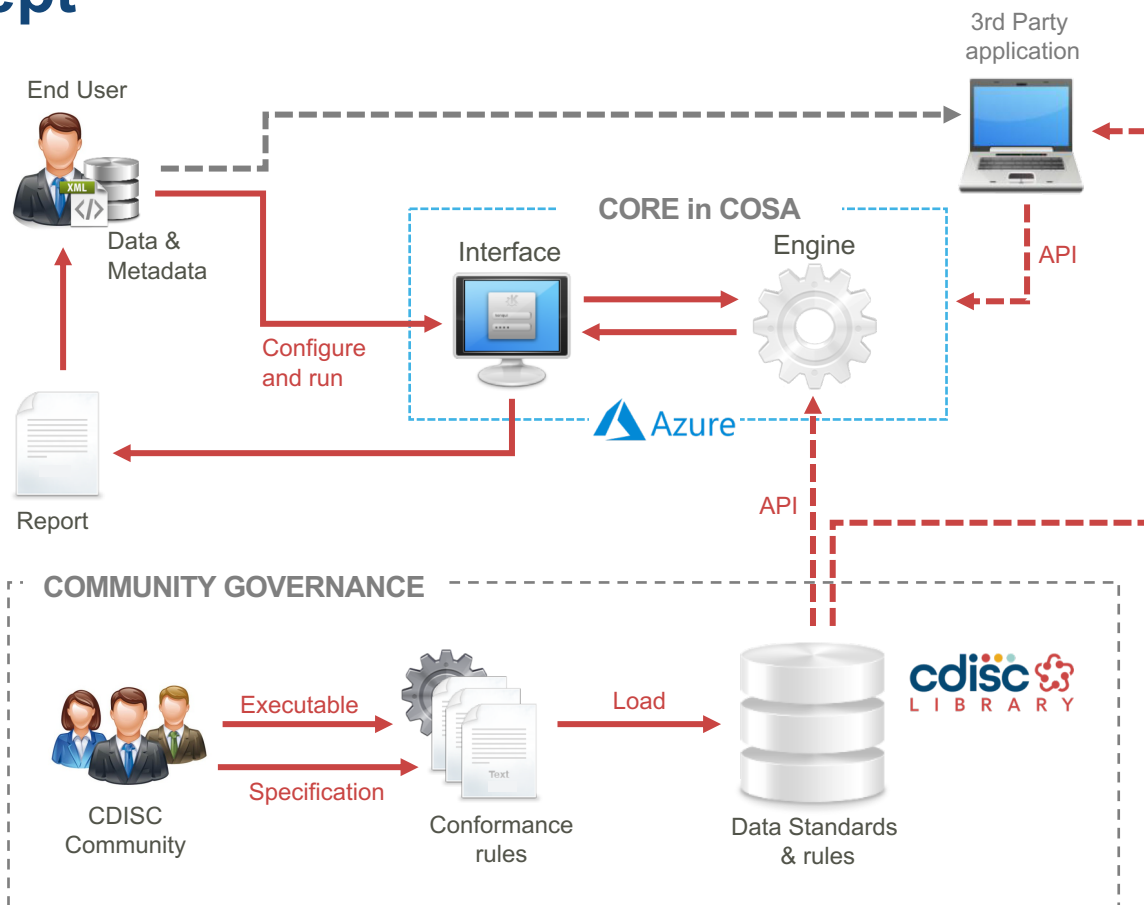 3rd Party
application
End User
XML
</>
Data &
Metadata
CORE in COSA
Interface
Engine
API
Configure
and run
Azure
Report
API
COMMUNITY GOVERNANCE
cdisc
LIBRARY
Executable
Load
Specification
Text
CDISC
Community
Conformance
rules
Data Standards
& rules